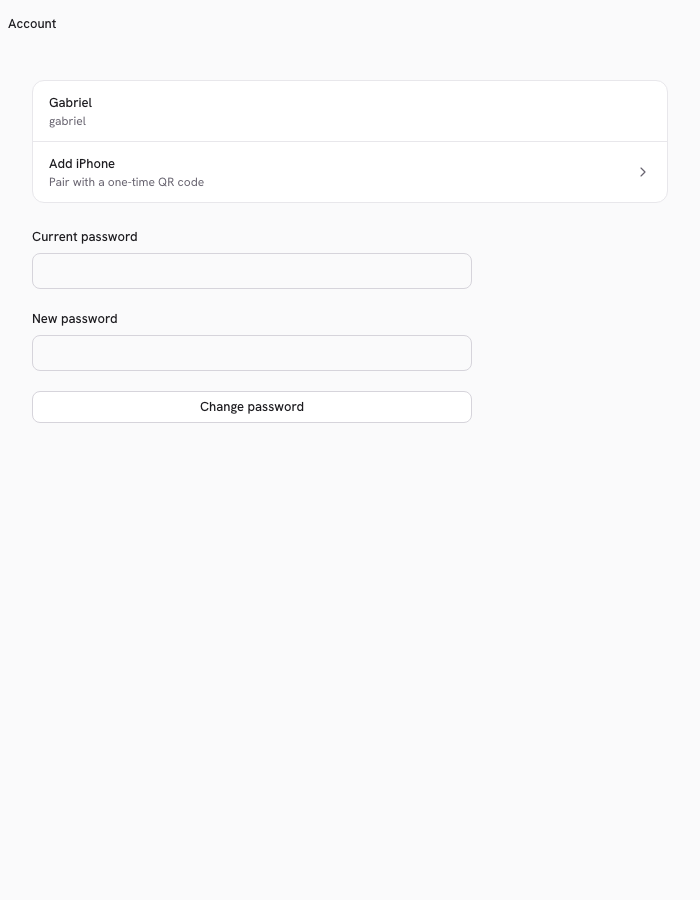 Account
Gabriel
gabriel
Add iPhone
Pair with a one-time QR code
Current password
New password
Change password